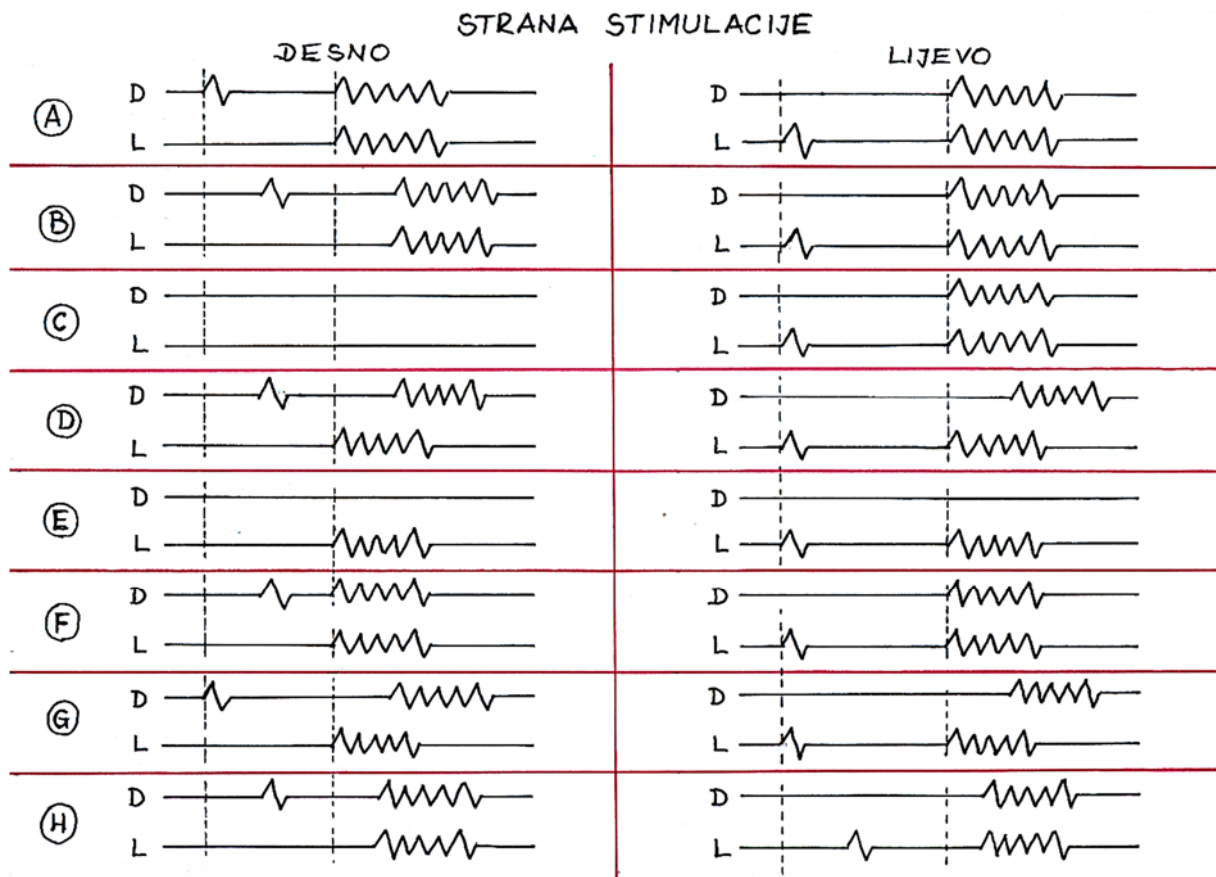 STRANA STIMULACIJE
DESNO LIJEVO
A D D
L L
B D D
L L
C D D
L L
D D D
L L
E D D
L L
F D D
L L
G D D
L L
H D D
L L